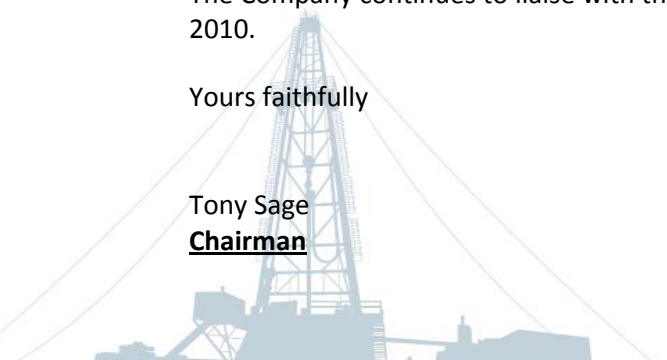 The Company continues to liaise with th
2010.
Yours faithfully
Tony Sage
Chairman